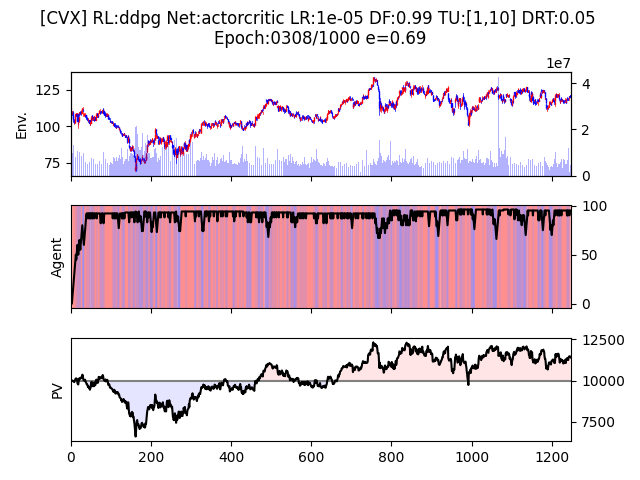 [CVX] RL:ddpg Net:actorcritic LR:1e-05 DF:0.99 TU:[1,10] DRT:0.05
Epoch:0308/1000 e=0.69
1e7
125
100
75
Env.
4
2
0
Agent
100
50
0
PV
12500
10000
7500
0 200 400 600 800 1000 1200